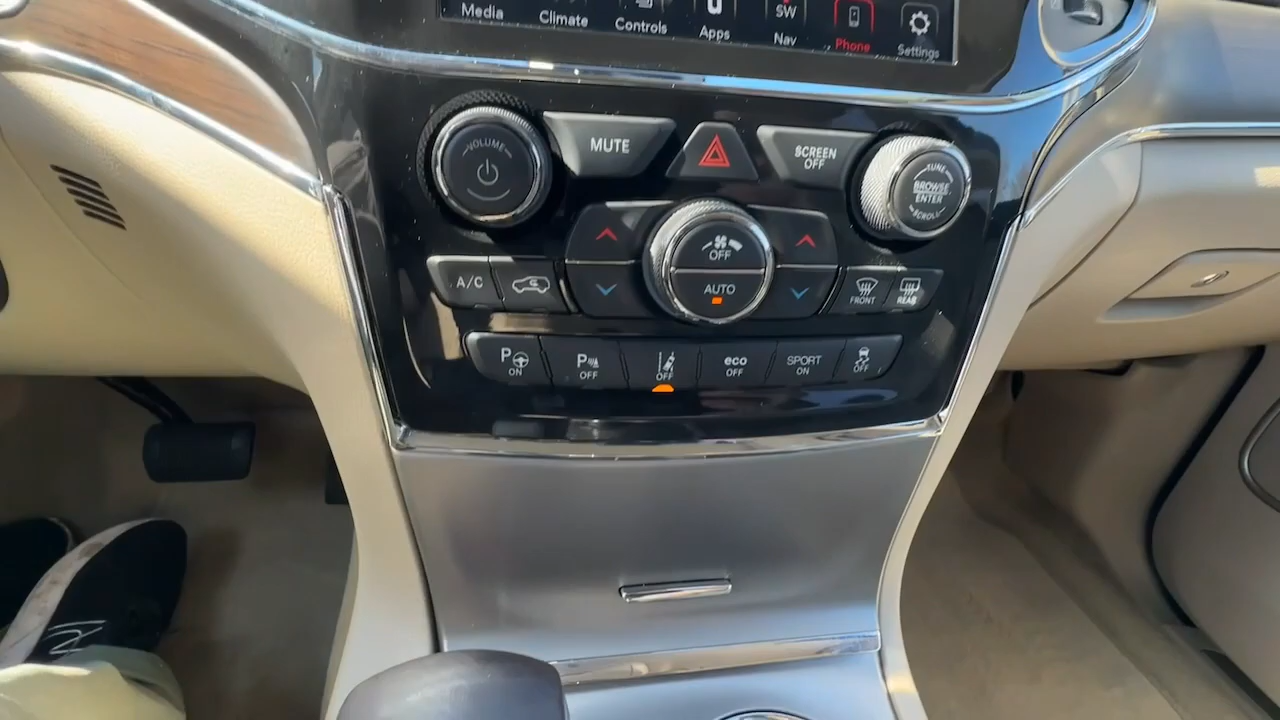 Media
Climate
Controls
Apps
SW
Nav
Phone
Settings
VOLUME
MUTE
SCREEN
OFF
TUNE
BROWSE
ENTER
SCROLL
OFF
AUTO
A/C
FRONT
REAR
P
ON
P
OFF
OFF
eco
OFF
SPORT
ON
OFF